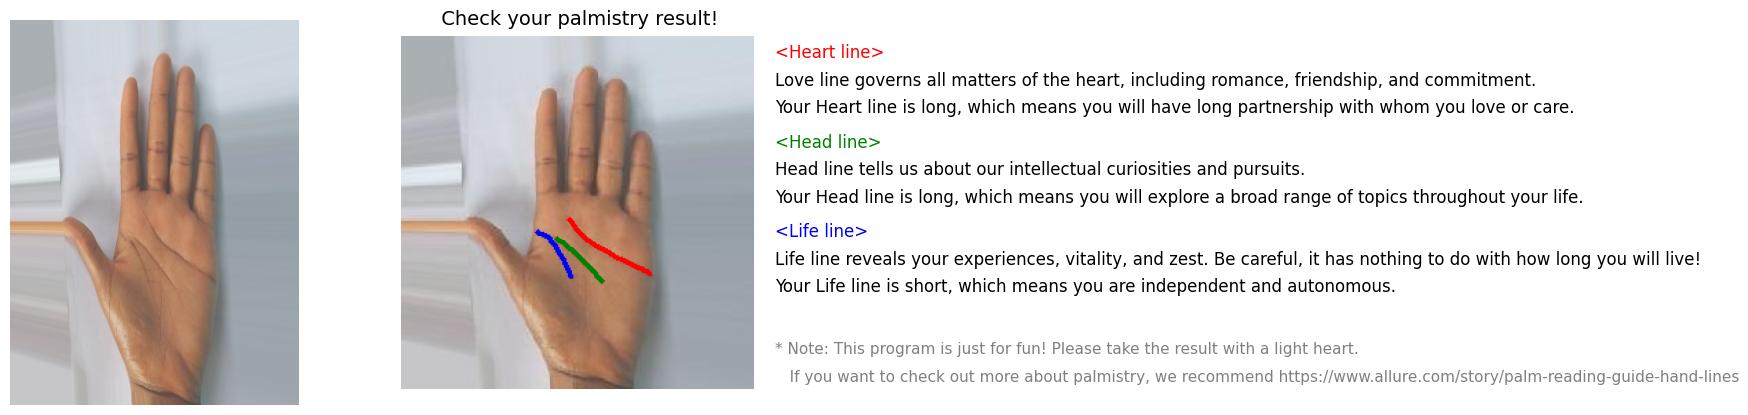 Check your palmistry result!
<Heart line>
Love line governs all matters of the heart, including romance, friendship, and commitment.
Your Heart line is long, which means you will have long partnership with whom you love or care.
<Head line>
Head line tells us about our intellectual curiosities and pursuits.
Your Head line is long, which means you will explore a broad range of topics throughout your life.
<Life line>
Life line reveals your experiences, vitality, and zest. Be careful, it has nothing to do with how long you will live!
Your Life line is short, which means you are independent and autonomous.
* Note: This program is just for fun! Please take the result with a light heart.
If you want to check out more about palmistry, we recommend https://www.allure.com/story/palm-reading-guide-hand-lines